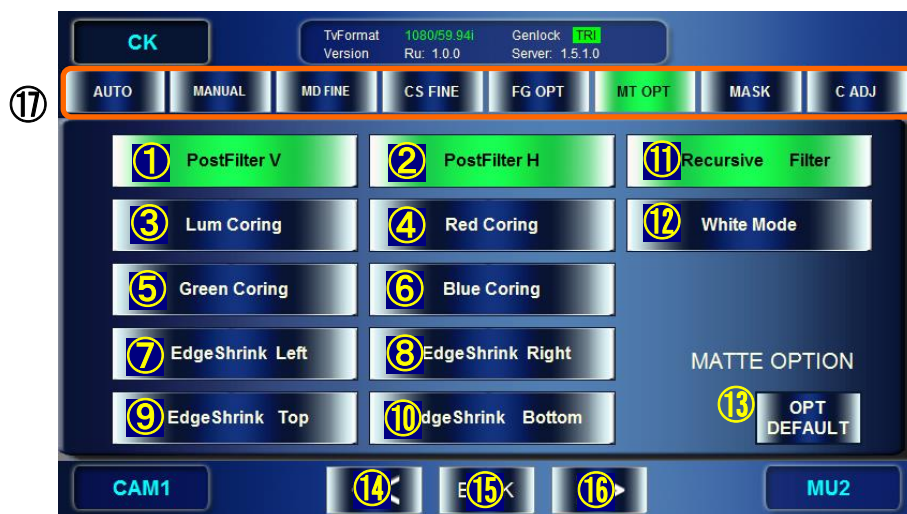 CK
TvFormat 1080/59.94i Genlock TRI
Version Ru: 1.0.0 Server: 1.5.1.0
⑰
AUTO MANUAL MD FINE CS FINE FG OPT MT OPT MASK C ADJ
① PostFilter V ② PostFilter H ⑪ Recursive Filter
③ Lum Coring ④ Red Coring ⑫ White Mode
⑤ Green Coring ⑥ Blue Coring
⑦ EdgeShrink Left ⑧ EdgeShrink Right
MATTE OPTION
⑨ EdgeShrink Top ⑩ dgeShrink Bottom ⑬ OPT
DEFAULT
CAM1 ⑭ ⑮ ⑯ MU2